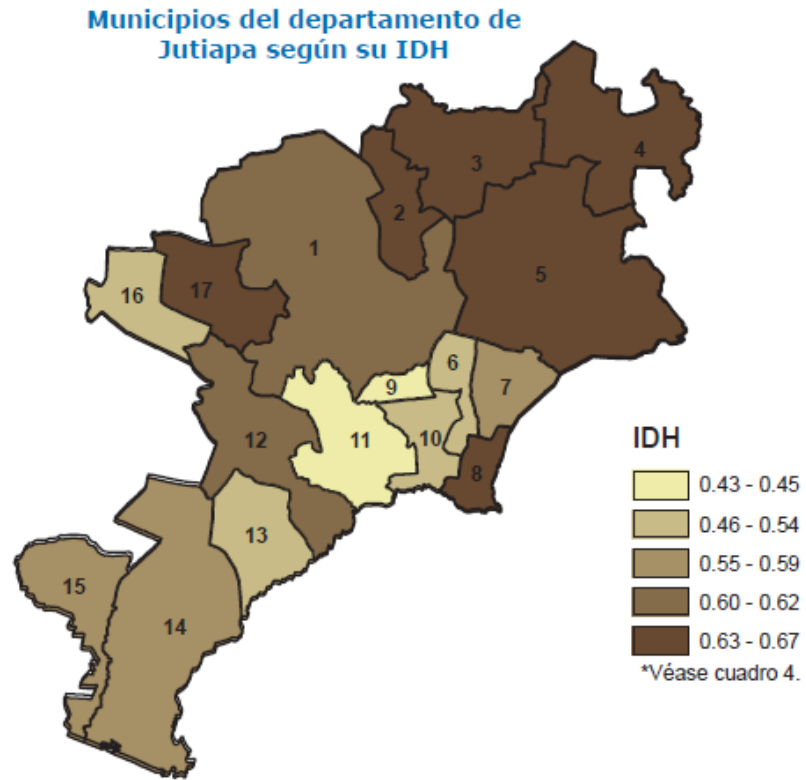 Municipios del departamento de
Jutiapa según su IDH
4
3
2
1
5
17
16
6
9
7
12
11
10
8
13
15
14
IDH
0.43 - 0.45
0.46 - 0.54
0.55 - 0.59
0.60 - 0.62
0.63 - 0.67
*Véase cuadro 4.